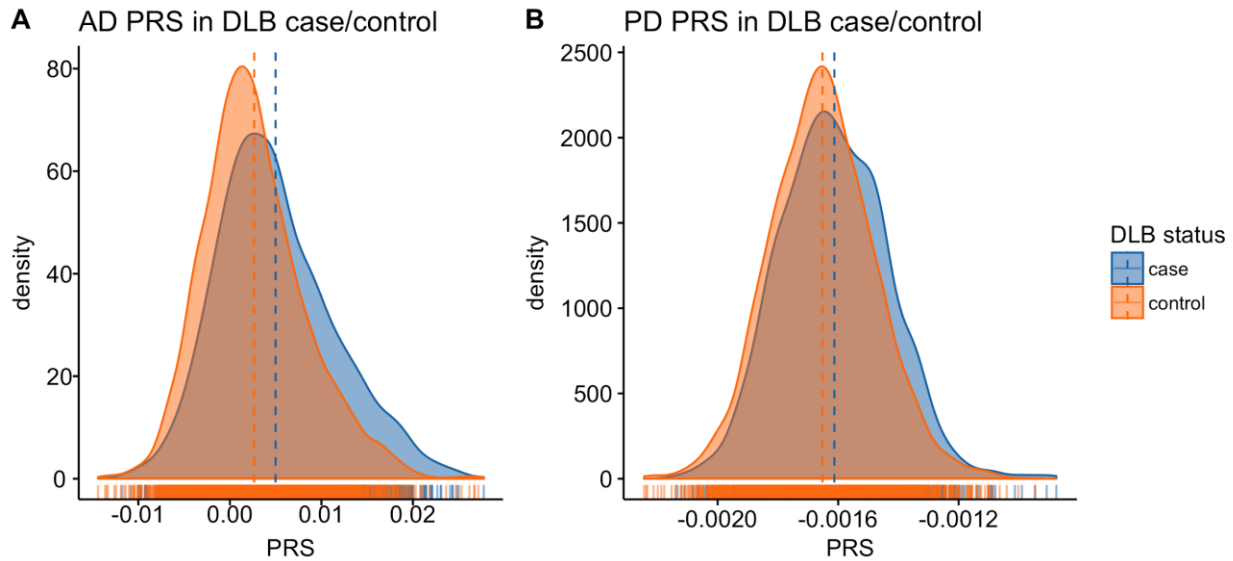 A AD PRS in DLB case/control
80
60
40
20
0
density
-0.01 0.00 0.01 0.02
PRS
B PD PRS in DLB case/control
2500
2000
1500
1000
500
0
density
-0.0020 -0.0016 -0.0012
PRS
DLB status
case
control